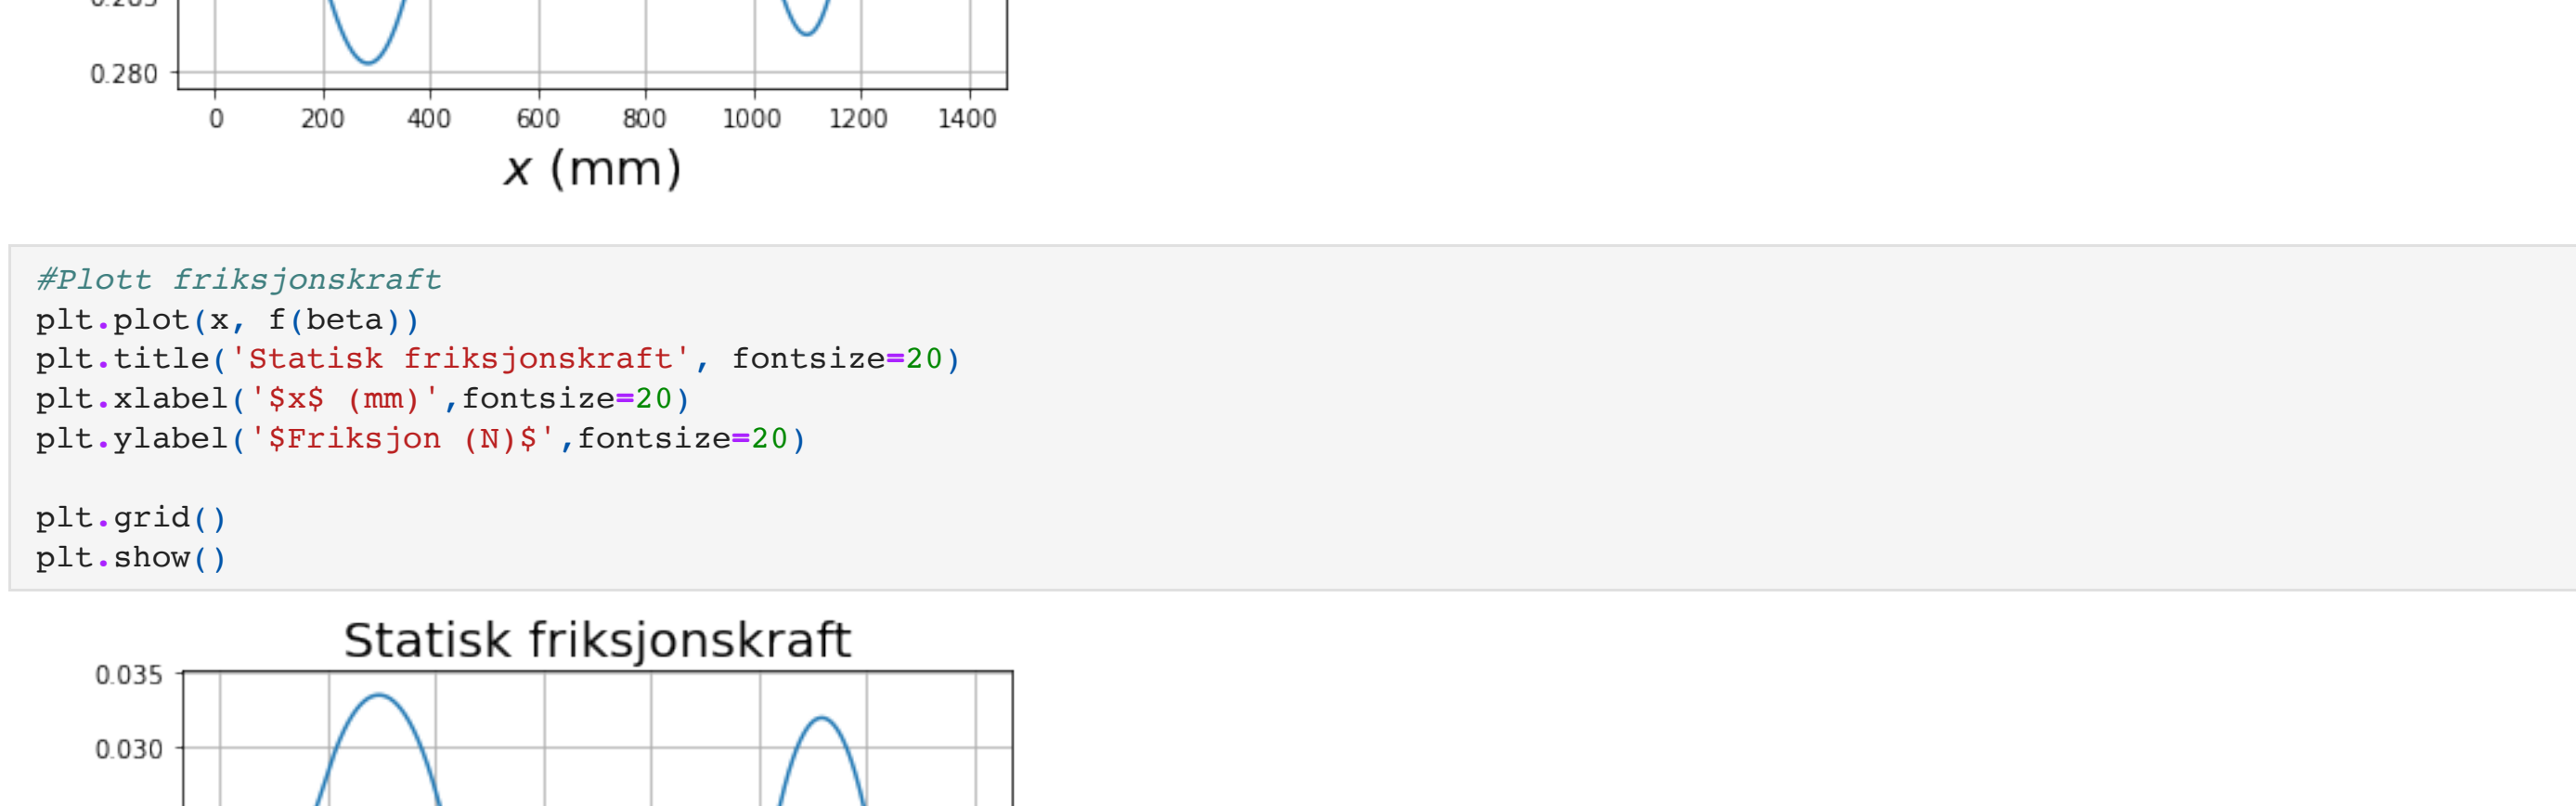 0.280
0 200 400 600 800 1000 1200 1400
x (mm)
#Plott friksjonskraft
plt.plot(x, f(beta))
plt.title('Statisk friksjonskraft', fontsize=20)
plt.xlabel('$x$ (mm)',fontsize=20)
plt.ylabel('$Friksjon (N)$',fontsize=20)
plt.grid()
plt.show()
Statisk friksjonskraft
0.035
0.030